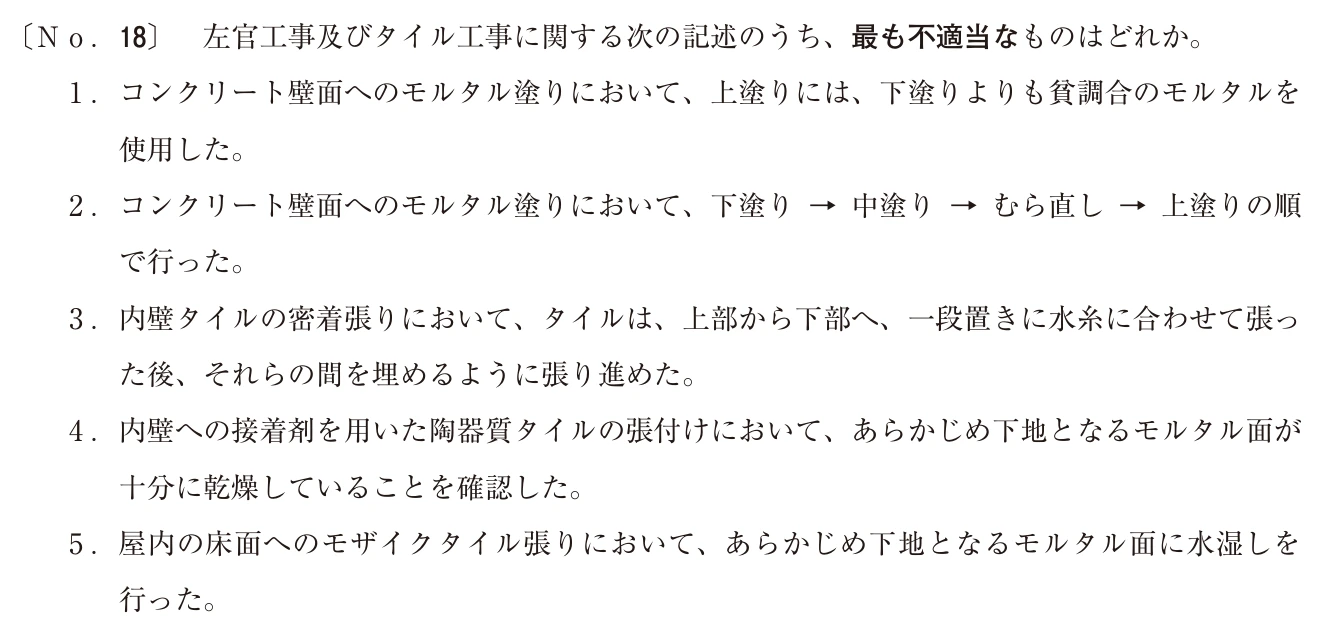 〔Ｎｏ．18〕　左官工事及びタイル工事に関する次の記述のうち、最も不適当なものはどれか。
１．コンクリート壁面へのモルタル塗りにおいて、上塗りには、下塗りよりも貧調合のモルタルを
使用した。
２．コンクリート壁面へのモルタル塗りにおいて、下塗り → 中塗り → むら直し → 上塗りの順
で行った。
３．内壁タイルの密着張りにおいて、タイルは、上部から下部へ、一段置きに水糸に合わせて張っ
た後、それらの間を埋めるように張り進めた。
４．内壁への接着剤を用いた陶器質タイルの張付けにおいて、あらかじめ下地となるモルタル面が
十分に乾燥していることを確認した。
５．屋内の床面へのモザイクタイル張りにおいて、あらかじめ下地となるモルタル面に水湿しを
行った。